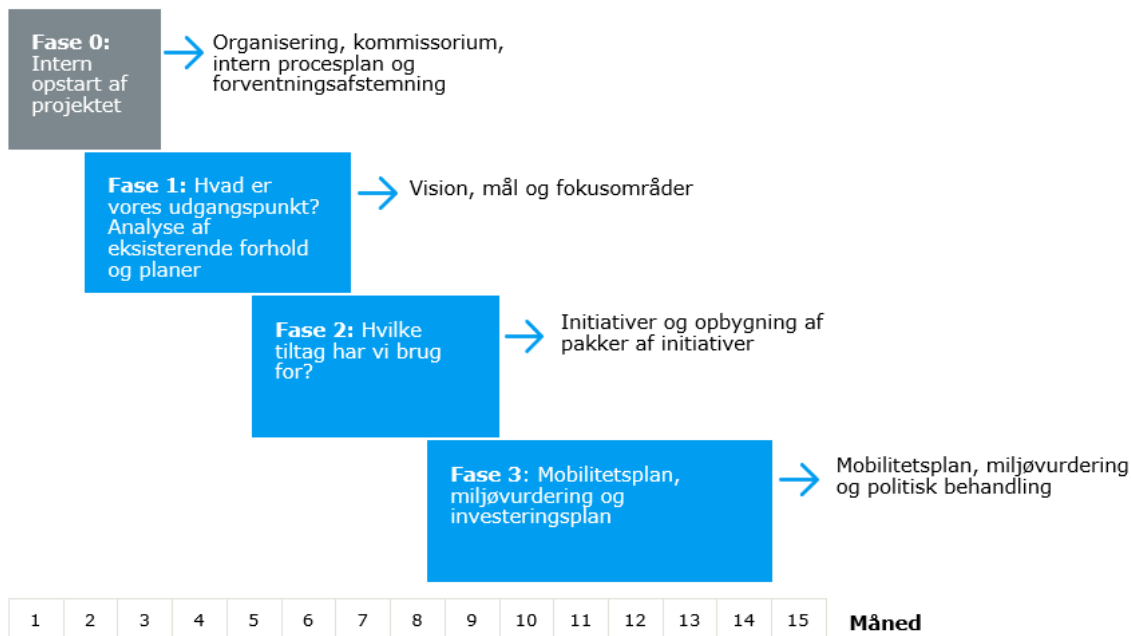 Fase 0:
Intern
opstart af
projektet
Organisering, kommissorium,
intern procesplan og
forventningsafstemning
Fase 1: Hvad er
vores udgangspunkt?
Analyse af
eksisterende forhold
og planer
Vision, mål og fokusområder
Fase 2: Hvilke
tiltag har vi brug
for?
Initiativer og opbygning af
pakker af initiativer
Fase 3: Mobilitetsplan,
miljøvurdering og
investeringsplan
Mobilitetsplan, miljøvurdering
og politisk behandling
1 2 3 4 5 6 7 8 9 10 11 12 13 14 15 Måned